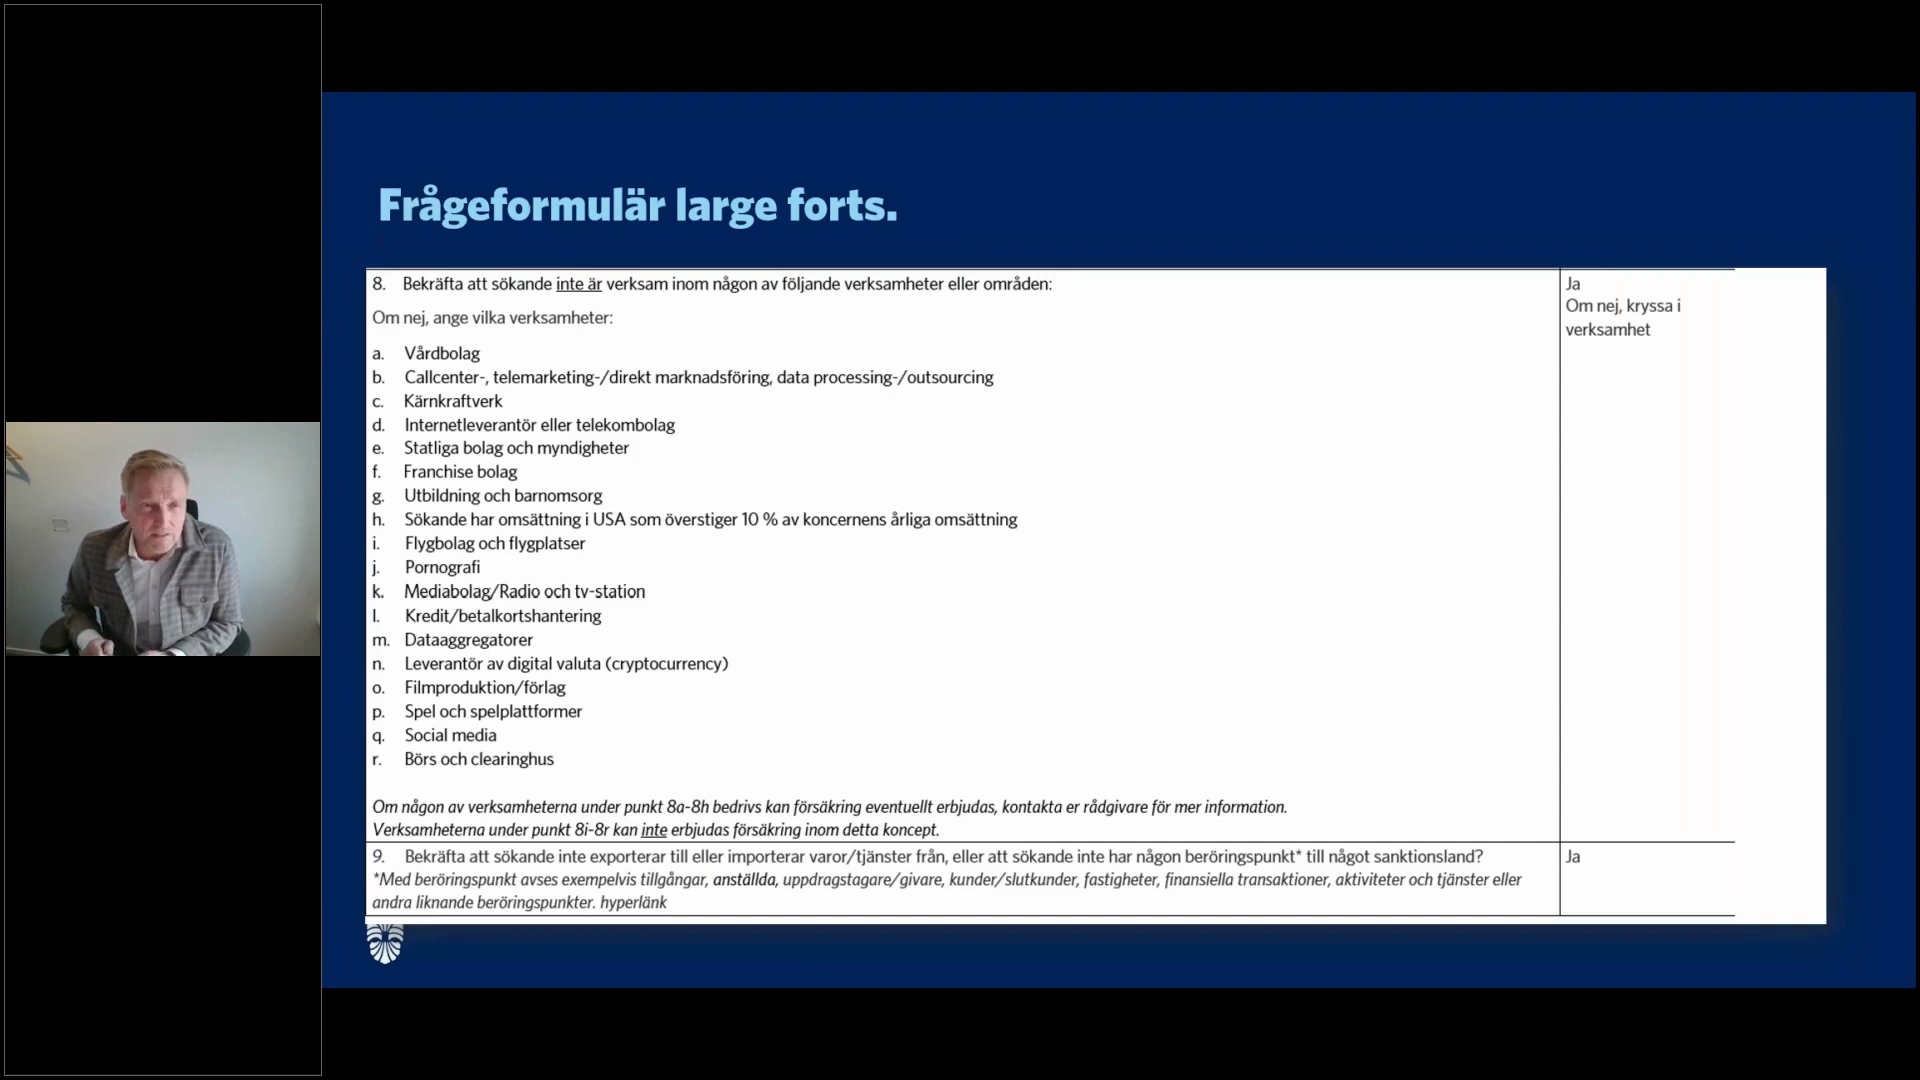 Frågeformulär large forts.
8. Bekräfta att sökande inte är verksam inom någon av följande verksamheter eller områden:
Om nej, ange vilka verksamheter:
a. Vårdbolag
b. Callcenter-, telemarketing-/direkt marknadsföring, data processing-/outsourcing
c. Kärnkraftverk
d. Internetleverantör eller telekombolag
e. Statliga bolag och myndigheter
f. Franchise bolag
g. Utbildning och barnomsorg
h. Sökande har omsättning i USA som överstiger 10 % av koncernens årliga omsättning
i. Flygbolag och flygplatser
j. Pornografi
k. Mediabolag/Radio och tv-station
l. Kredit/betalkortshantering
m. Dataaggregatorer
n. Leverantör av digital valuta (cryptocurrency)
o. Filmproduktion/förlag
p. Spel och spelplattformer
q. Social media
r. Börs och clearinghus
Om någon av verksamheterna under punkt 8a-8h bedrivs kan försäkring eventuellt erbjudas, kontakta er rådgivare för mer information.
Verksamheterna under punkt 8i-8r kan inte erbjudas försäkring inom detta koncept.
Ja
Om nej, kryssa i
verksamhet
9. Bekräfta att sökande inte exporterar till eller importerar varor/tjänster från, eller att sökande inte har någon beröringspunkt* till något sanktionsland?
*Med beröringspunkt avses exempelvis tillgångar, anställda, uppdragstagare/givare, kunder/slutkunder, fastigheter, finansiella transaktioner, aktiviteter och tjänster eller
andra liknande beröringspunkter. hyperlänk
Ja